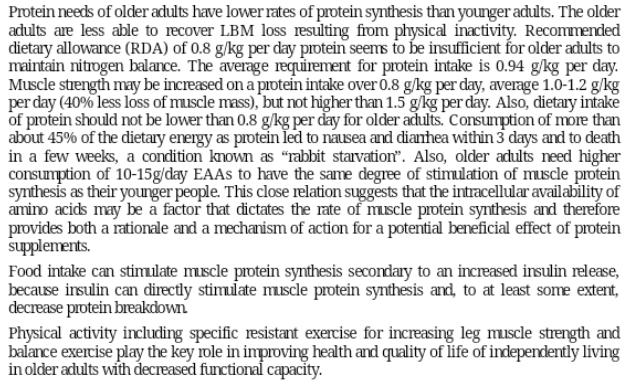 Protein needs of older adults have lower rates of protein synthesis than younger adults. The older
adults are less able to recover LBM loss resulting from physical inactivity. Recommended
dietary allowance (RDA) of 0.8 g/kg per day protein seems to be insufficient for older adults to
maintain nitrogen balance. The average requirement for protein intake is 0.94 g/kg per day.
Muscle strength may be increased on a protein intake over 0.8 g/kg per day, average 1.0-1.2 g/kg
per day (40% less loss of muscle mass), but not higher than 1.5 g/kg per day. Also, dietary intake
of protein should not be lower than 0.8 g/kg per day for older adults. Consumption of more than
about 45% of the dietary energy as protein led to nausea and diarrhea within 3 days and to death
in a few weeks, a condition known as “rabbit starvation”. Also, older adults need higher
consumption of 10-15g/day EAAs to have the same degree of stimulation of muscle protein
synthesis as their younger people. This close relation suggests that the intracellular availability of
amino acids may be a factor that dictates the rate of muscle protein synthesis and therefore
provides both a rationale and a mechanism of action for a potential beneficial effect of protein
supplements.
Food intake can stimulate muscle protein synthesis secondary to an increased insulin release,
because insulin can directly stimulate muscle protein synthesis and, to at least some extent,
decrease protein breakdown.
Physical activity including specific resistant exercise for increasing leg muscle strength and
balance exercise play the key role in improving health and quality of life of independently living
in older adults with decreased functional capacity.